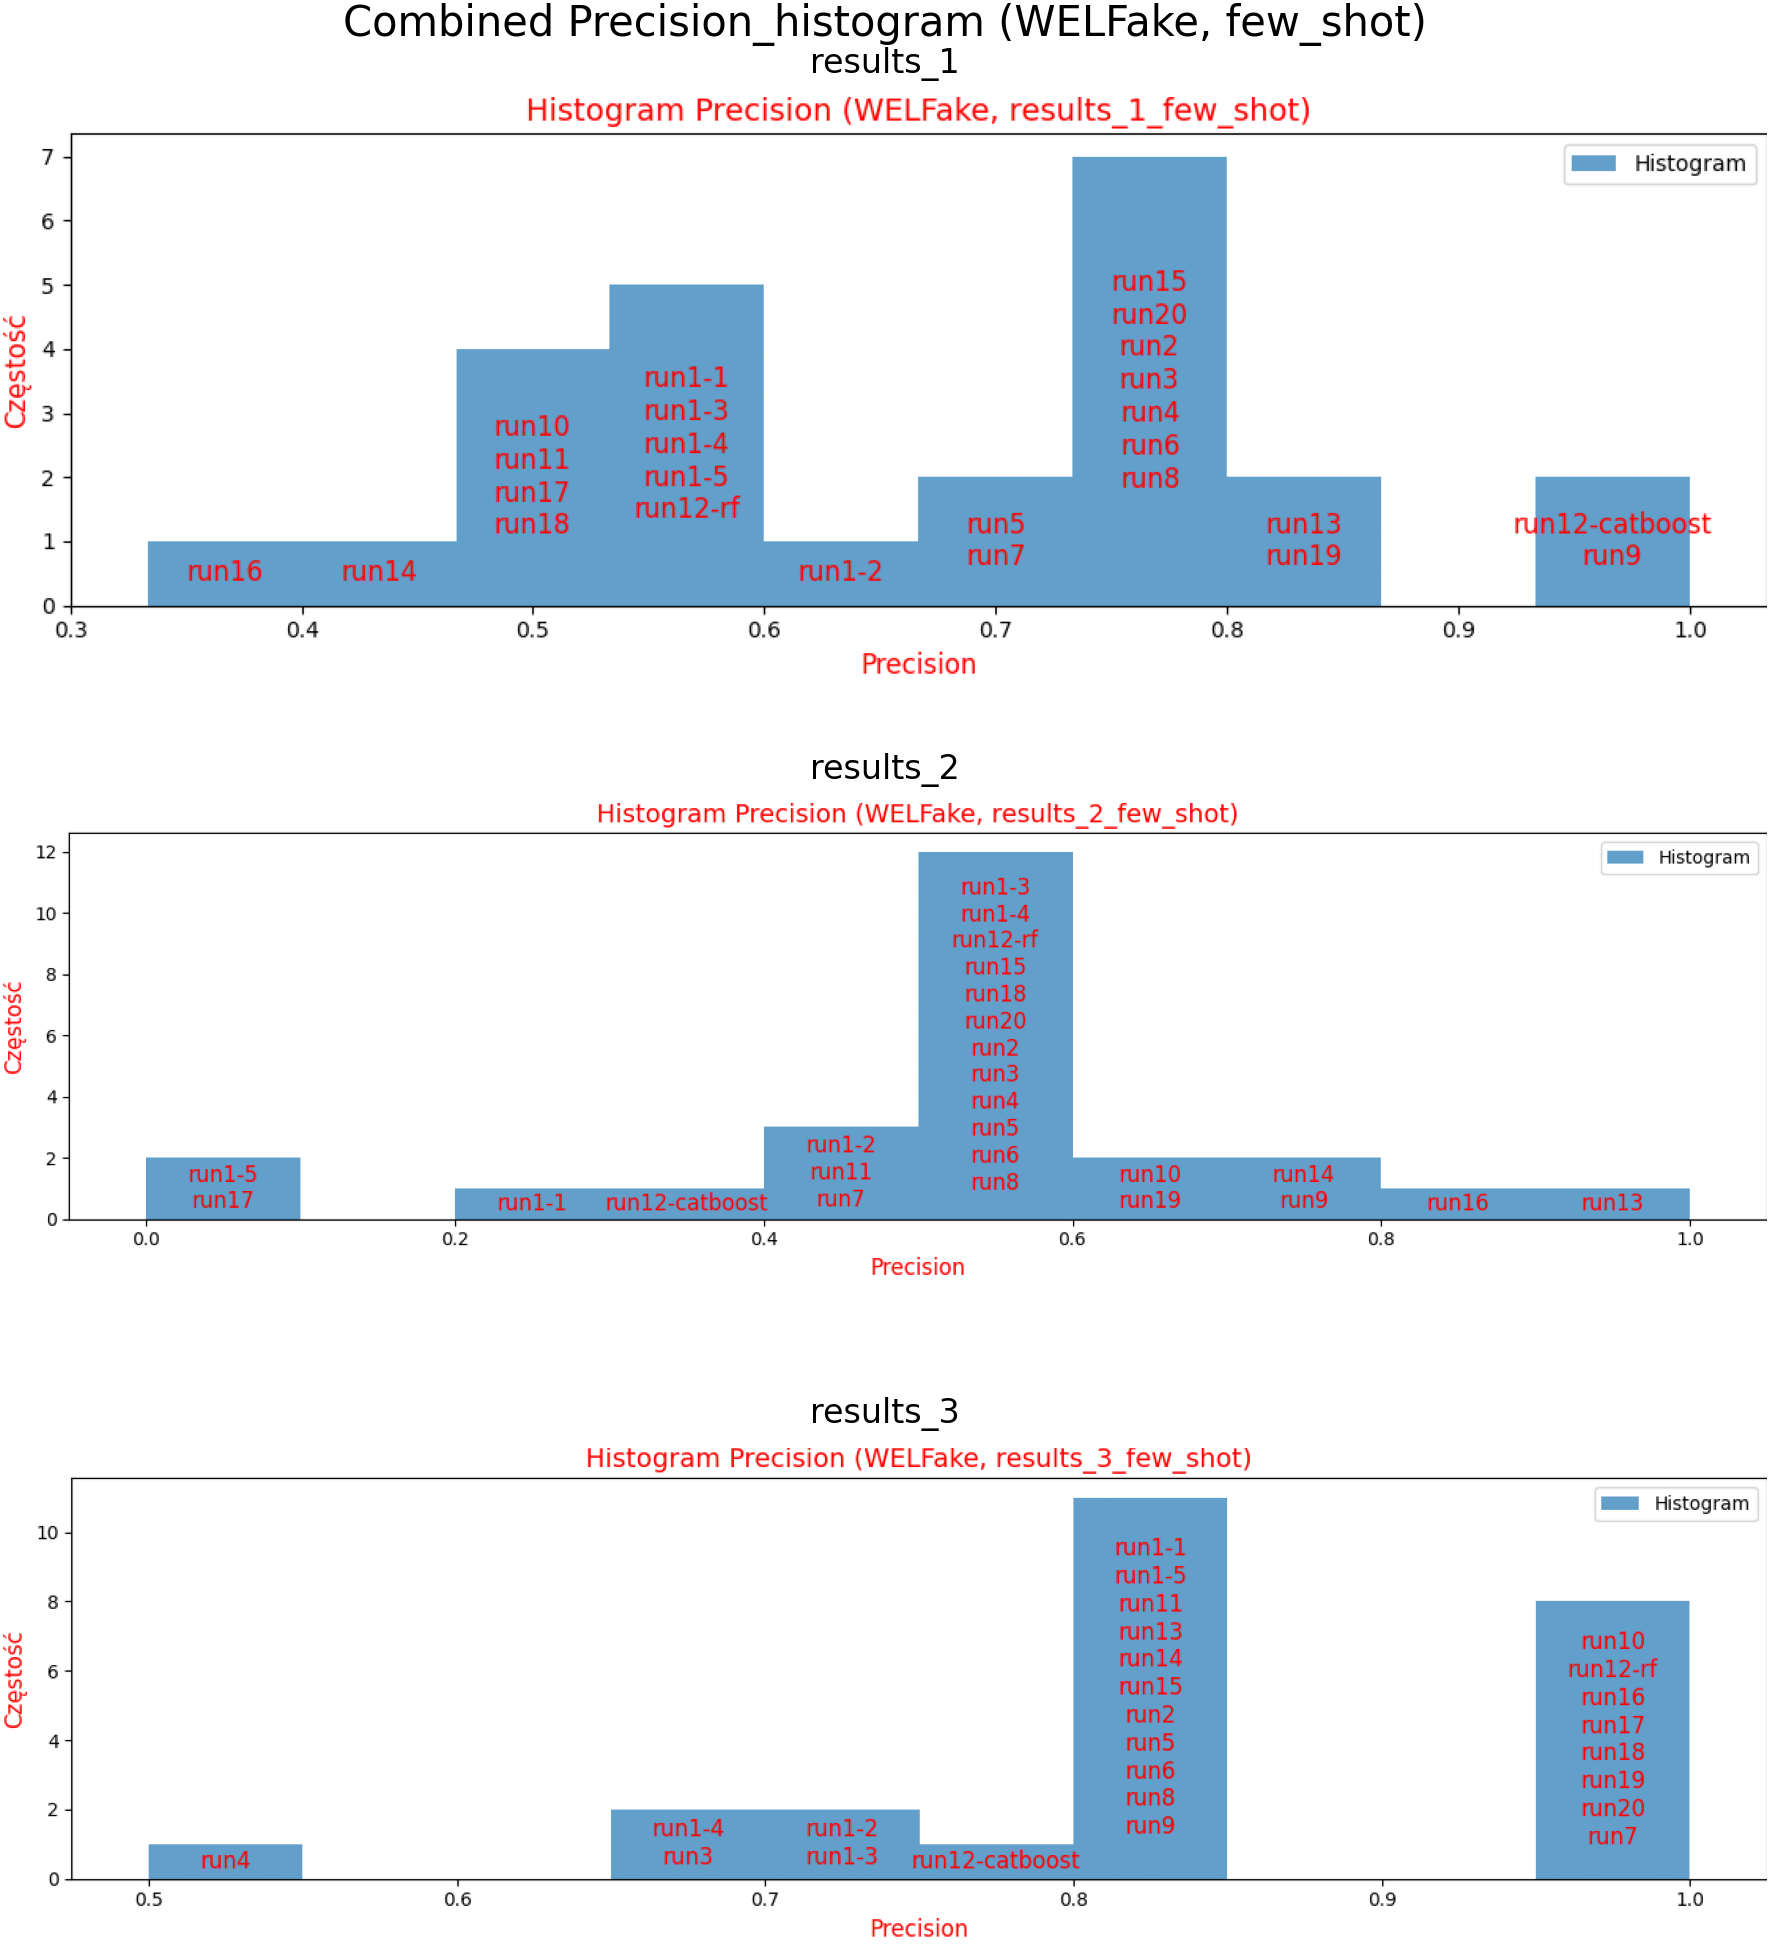 Combined Precision_histogram (WELFake, few_shot)
results_1
Histogram Precision (WELFake, results_1_few_shot)
Histogram
Częstość
7
6
5
4
3
2
1
0
run16
run14
run10
run11
run17
run18
run1-1
run1-3
run1-4
run1-5
run12-rf
run1-2
run5
run7
run15
run20
run2
run3
run4
run6
run8
run13
run19
run12-catboost
run9
0.3 0.4 0.5 0.6 0.7 0.8 0.9 1.0
Precision
results_2
Histogram Precision (WELFake, results_2_few_shot)
Histogram
Częstość
12
10
8
6
4
2
0
run1-5
run17
run1-1
run12-catboost
run1-2
run11
run7
run1-3
run1-4
run12-rf
run15
run18
run20
run2
run3
run4
run5
run6
run8
run10
run19
run14
run9
run16
run13
0.0 0.2 0.4 0.6 0.8 1.0
Precision
results_3
Histogram Precision (WELFake, results_3_few_shot)
Histogram
Częstość
10
8
6
4
2
0
run4
run1-4
run3
run1-2
run1-3
run12-catboost
run1-1
run1-5
run11
run13
run14
run15
run2
run5
run6
run8
run9
run10
run12-rf
run16
run17
run18
run19
run20
run7
0.5 0.6 0.7 0.8 0.9 1.0
Precision